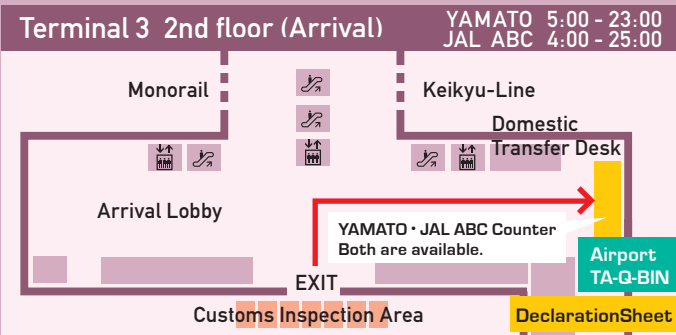 Terminal 3 2nd floor (Arrival)
YAMATO 5:00 - 23:00
JAL ABC 4:00 - 25:00
Monorail
Keikyu-Line
Domestic
Transfer Desk
Arrival Lobby
YAMATO・JAL ABC Counter
Both are available.
Airport
TA-Q-BIN
EXIT
Customs Inspection Area
DeclarationSheet